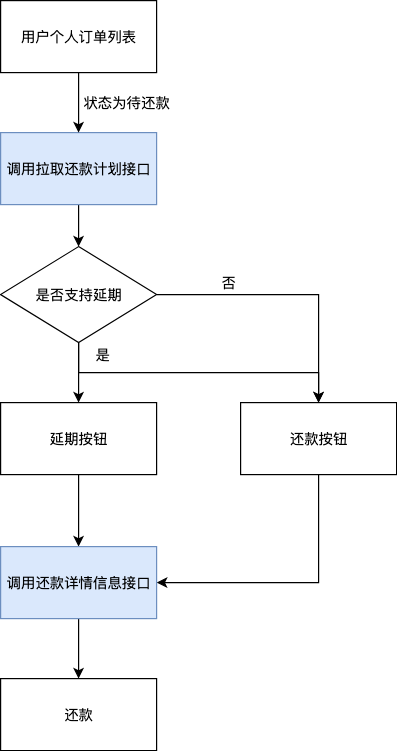 用户个人订单列表
状态为待还款
调用拉取还款计划接口
是否支持延期
否
是
延期按钮
还款按钮
调用还款详情信息接口
还款